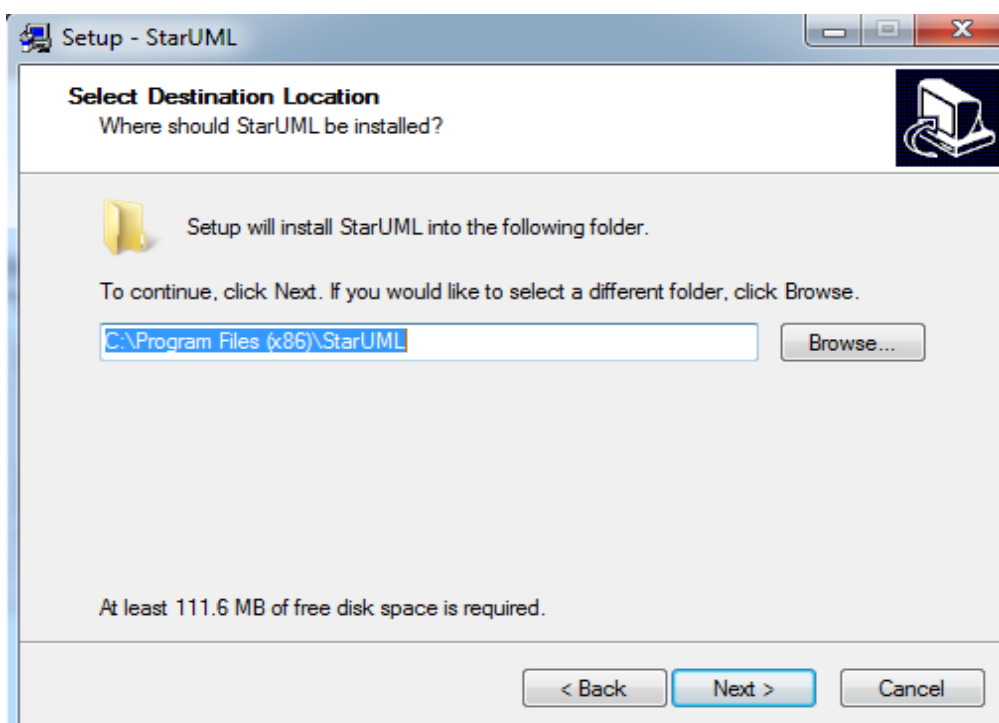 Setup - StarUML
Select Destination Location
Where should StarUML be installed?
Setup will install StarUML into the following folder.
To continue, click Next. If you would like to select a different folder, click Browse.
C:\Program Files (x86)\StarUML
Browse...
At least 111.6 MB of free disk space is required.
< Back
Next >
Cancel